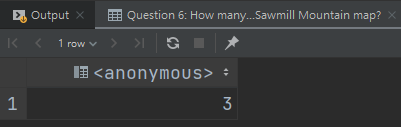 Output Question 6: How many...Sawmill Mountain map?
1 row
<anonymous>
1 3